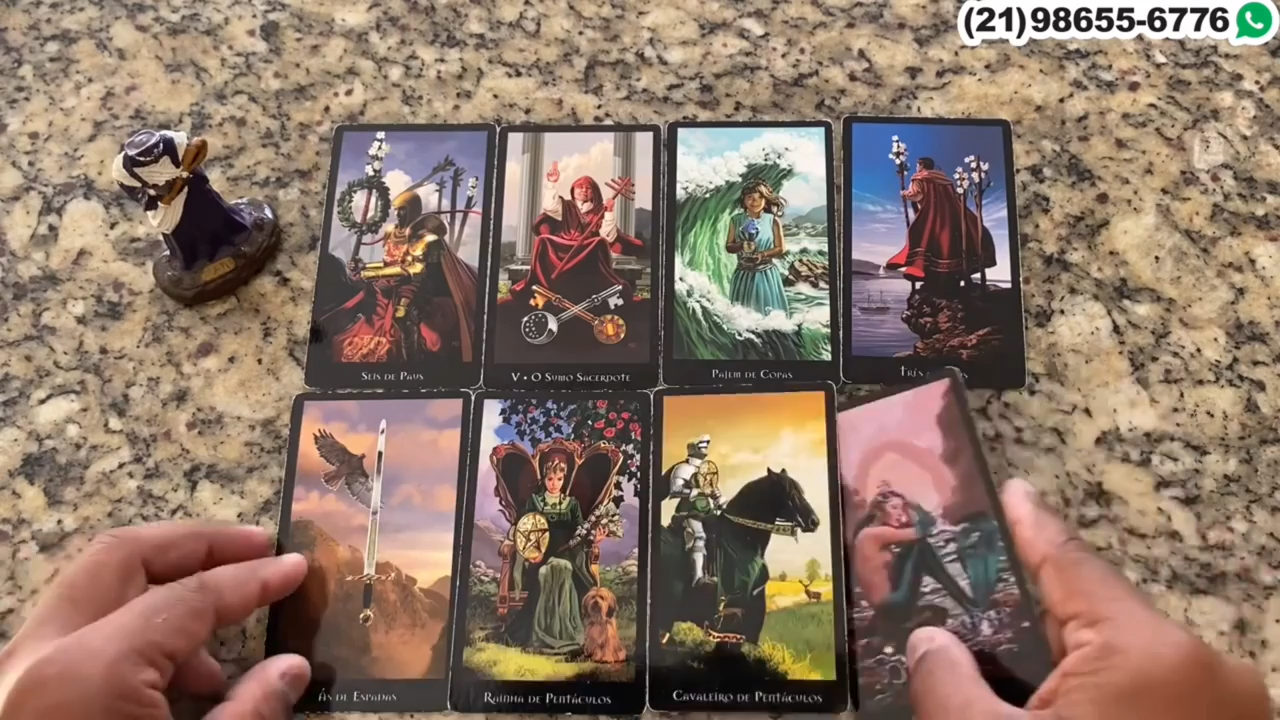 (21)98655-6776
SEIS DE PAUS
V • O SUMO SACERDOTE
PAJEM DE COPAS
TRÊS
ÁS DE ESPADAS
RAINHA DE PENTÁCULOS
CAVALEIRO DE PENTÁCULOS